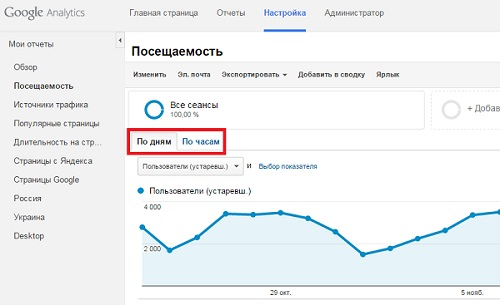 Google Analytics
Главная страница Отчеты Настройка Администратор
Мои отчеты
Обзор
Посещаемость
Источники трафика
Популярные страницы
Длительность на стр...
Страницы с Яндекса
Страницы Google
Россия
Украина
Desktop
Посещаемость
Изменить Эл. почта Экспортировать Добавить в сводку Ярлык
Все сеансы
100,00 %
+ Добав
По дням По часам
Пользователи (устаревш.) и Выбор показателя
Пользователи (устаревш.)
4 000
2 000
29 окт. 5 нояб.